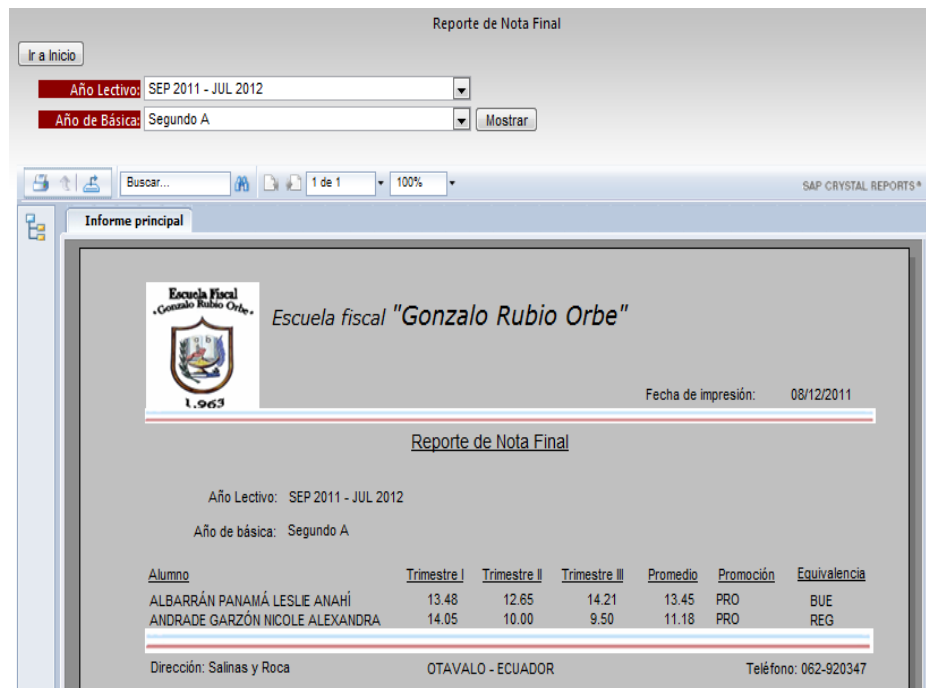 Reporte de Nota Final
Ir a Inicio
Año Lectivo: SEP 2011 - JUL 2012
Año de Básica: Segundo A Mostrar
Buscar... 1 de 1 100% SAP CRYSTAL REPORTS®
Informe principal
Escuela Fiscal
"Gonzalo Rubio Orbe"
1.963
Escuela fiscal "Gonzalo Rubio Orbe"
Fecha de impresión: 08/12/2011
Reporte de Nota Final
Año Lectivo: SEP 2011 - JUL 2012
Año de básica: Segundo A
Alumno Trimestre I Trimestre II Trimestre III Promedio Promoción Equivalencia
ALBARRÁN PANAMÁ LESLIE ANAHÍ 13.48 12.65 14.21 13.45 PRO BUE
ANDRADE GARZÓN NICOLE ALEXANDRA 14.05 10.00 9.50 11.18 PRO REG
Dirección: Salinas y Roca OTAVALO - ECUADOR Teléfono: 062-920347